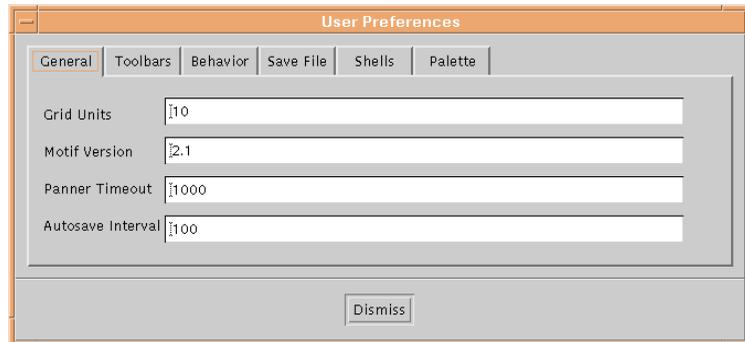 User Preferences
General Toolbars Behavior Save File Shells Palette
Grid Units 10
Motif Version 2.1
Panner Timeout 1000
Autosave Interval 100
Dismiss